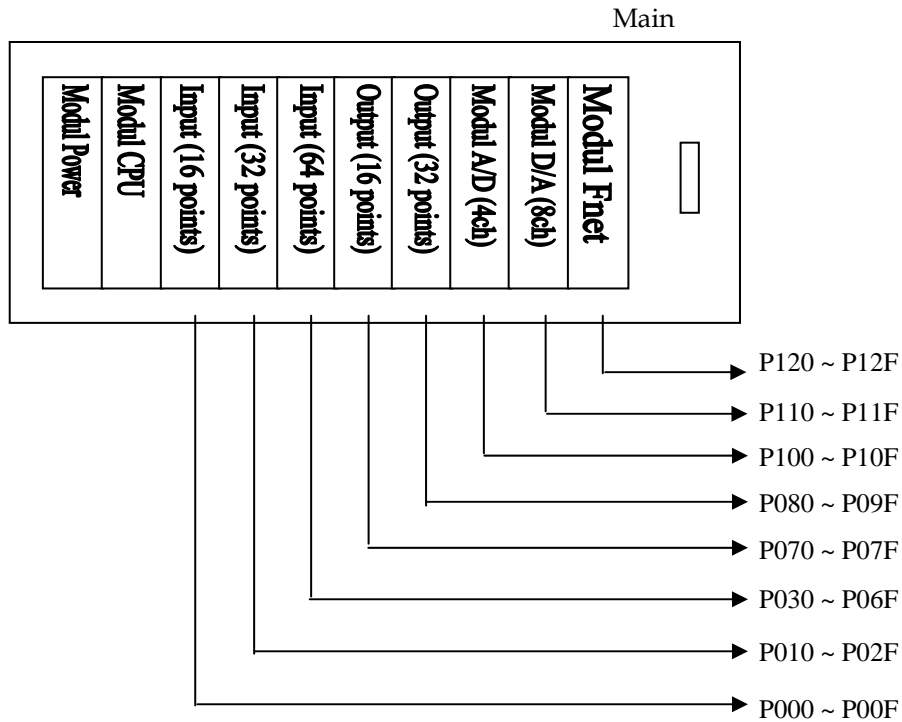 Main
Modul Power
Modul CPU
Input (16 points)
Input (32 points)
Input (64 points)
Output (16 points)
Output (32 points)
Modul A/D (4ch)
Modul D/A (8ch)
Modul Fnet
P120 ~ P12F
P110 ~ P11F
P100 ~ P10F
P080 ~ P09F
P070 ~ P07F
P030 ~ P06F
P010 ~ P02F
P000 ~ P00F